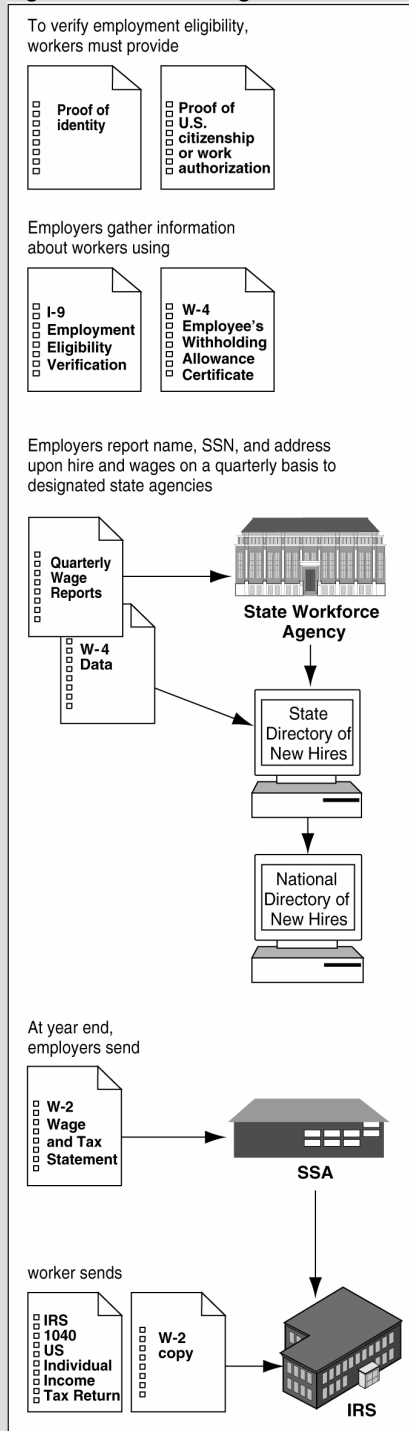 To verify employment eligibility,
workers must provide
Proof of
identity
Proof of
U.S.
citizenship
or work
authorization
Employers gather information
about workers using
I-9
Employment
Eligibility
Verification
W-4
Employee's
Withholding
Allowance
Certificate
Employers report name, SSN, and address
upon hire and wages on a quarterly basis to
designated state agencies
Quarterly
Wage
Reports
State Workforce
Agency
W-4
Data
State
Directory of
New Hires
National
Directory of
New Hires
At year end,
employers send
W-2
Wage
and Tax
Statement
SSA
worker sends
IRS
1040
US
Individual
Income
Tax Return
W-2
copy
IRS